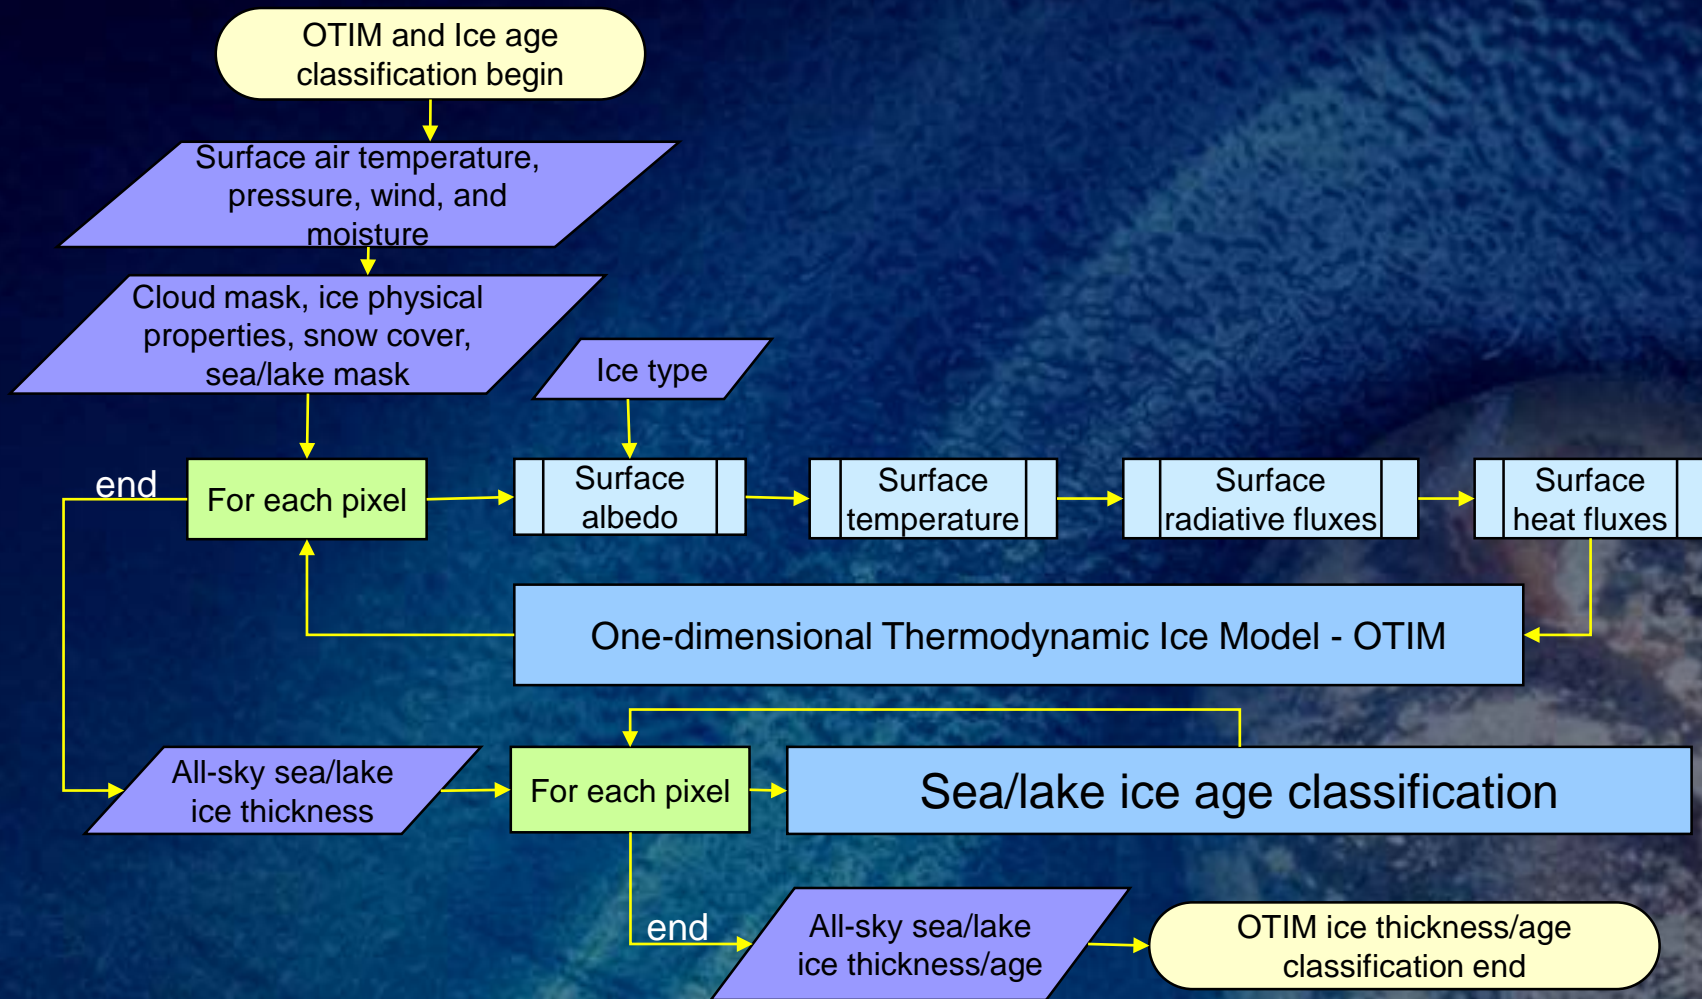 OTIM and Ice age
classification begin
Surface air temperature,
pressure, wind, and
moisture
Cloud mask, ice physical
properties, snow cover,
sea/lake mask
Ice type
end
For each pixel
Surface
albedo
Surface
temperature
Surface
radiative fluxes
Surface
heat fluxes
One-dimensional Thermodynamic Ice Model - OTIM
All-sky sea/lake
ice thickness
For each pixel
Sea/lake ice age classification
end
All-sky sea/lake
ice thickness/age
OTIM ice thickness/age
classification end